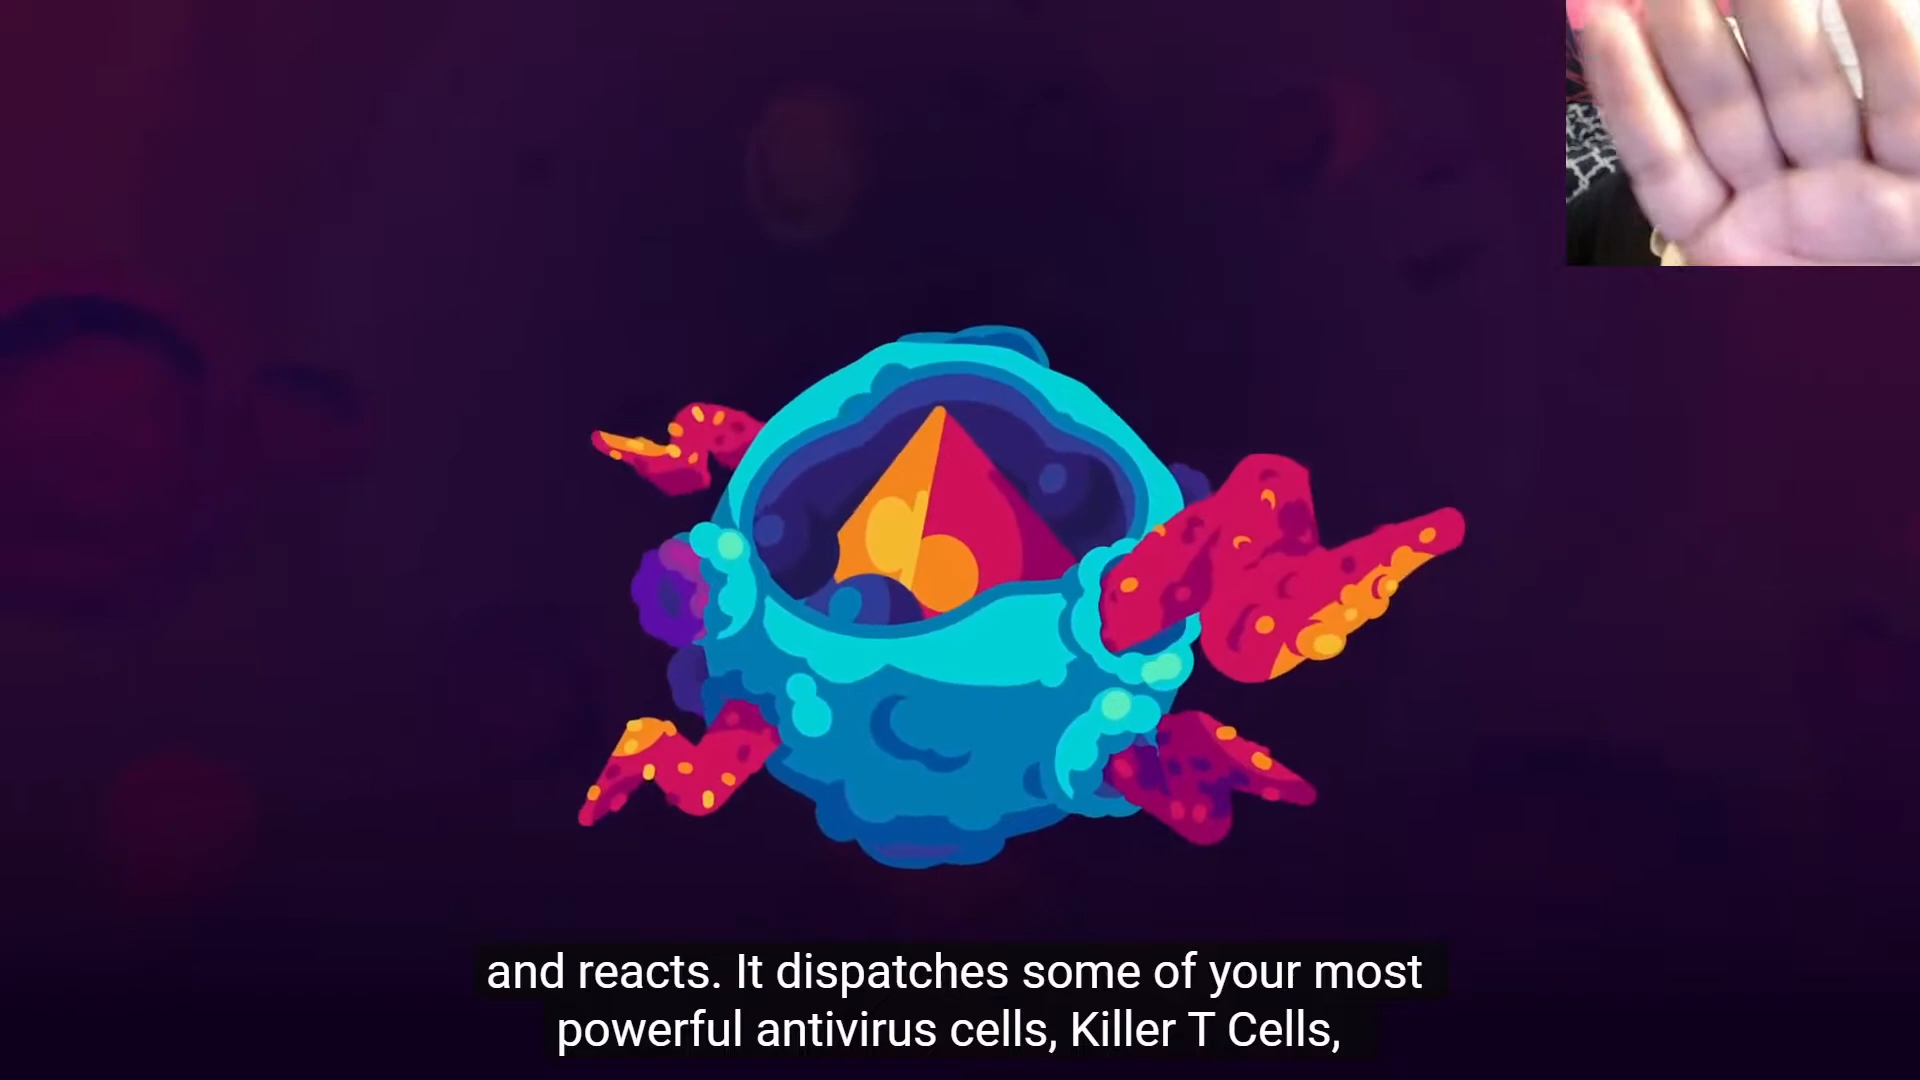 and reacts. It dispatches some of your most
powerful antivirus cells, Killer T Cells,